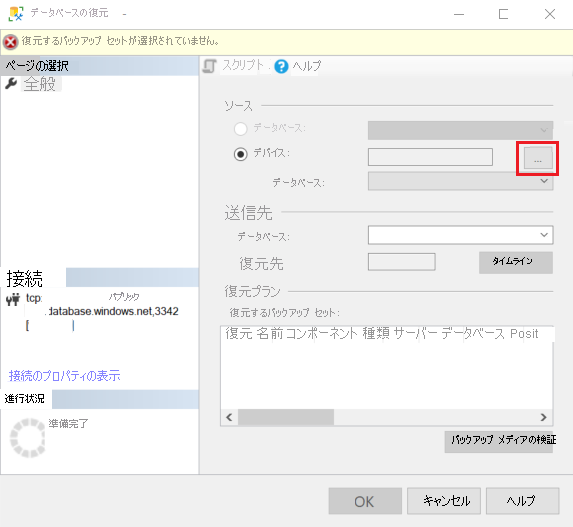 データベースの復元 -
復元するバックアップ セットが選択されていません。
ページの選択
全般
スクリプト
ヘルプ
ソース
データベース:
デバイス:
...
データベース:
送信先
データベース:
復元先
タイムライン
復元プラン
復元するバックアップ セット:
復元 名前 コンポーネント 種類 サーバー データベース Posit
接続
tcp: パブリック
.database.windows.net,3342
[ ]
接続のプロパティの表示
進行状況
準備完了
バックアップ メディアの検証
OK
キャンセル
ヘルプ